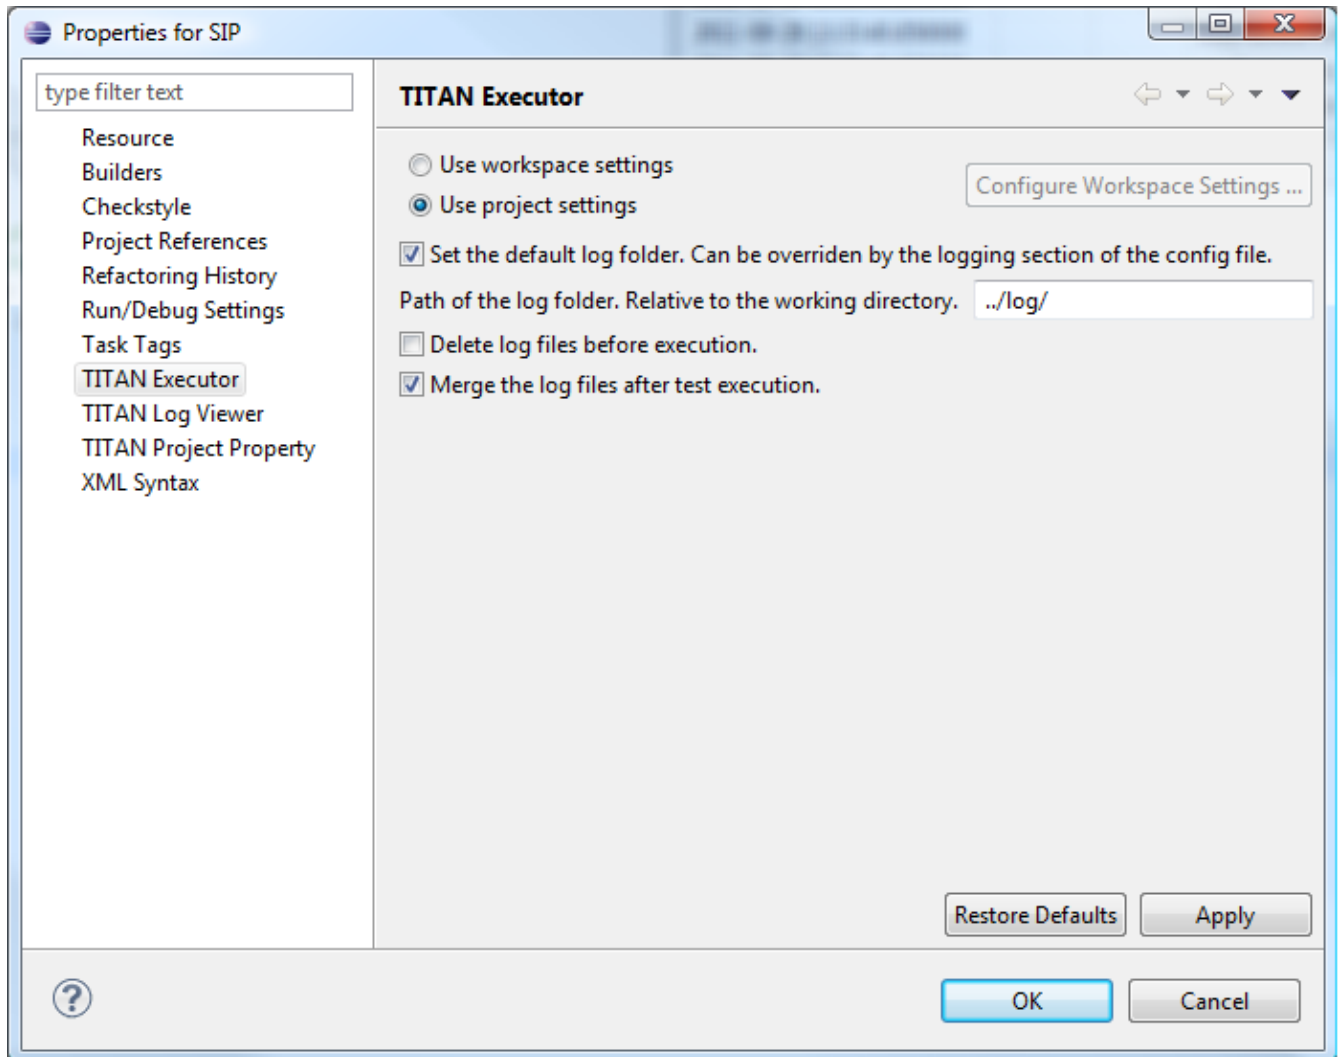 Properties for SIP
type filter text
Resource
Builders
Checkstyle
Project References
Refactoring History
Run/Debug Settings
Task Tags
TITAN Executor
TITAN Log Viewer
TITAN Project Property
XML Syntax
TITAN Executor
Use workspace settings
Configure Workspace Settings ...
Use project settings
Set the default log folder. Can be overriden by the logging section of the config file.
Path of the log folder. Relative to the working directory. ../log/
Delete log files before execution.
Merge the log files after test execution.
Restore Defaults Apply
OK Cancel